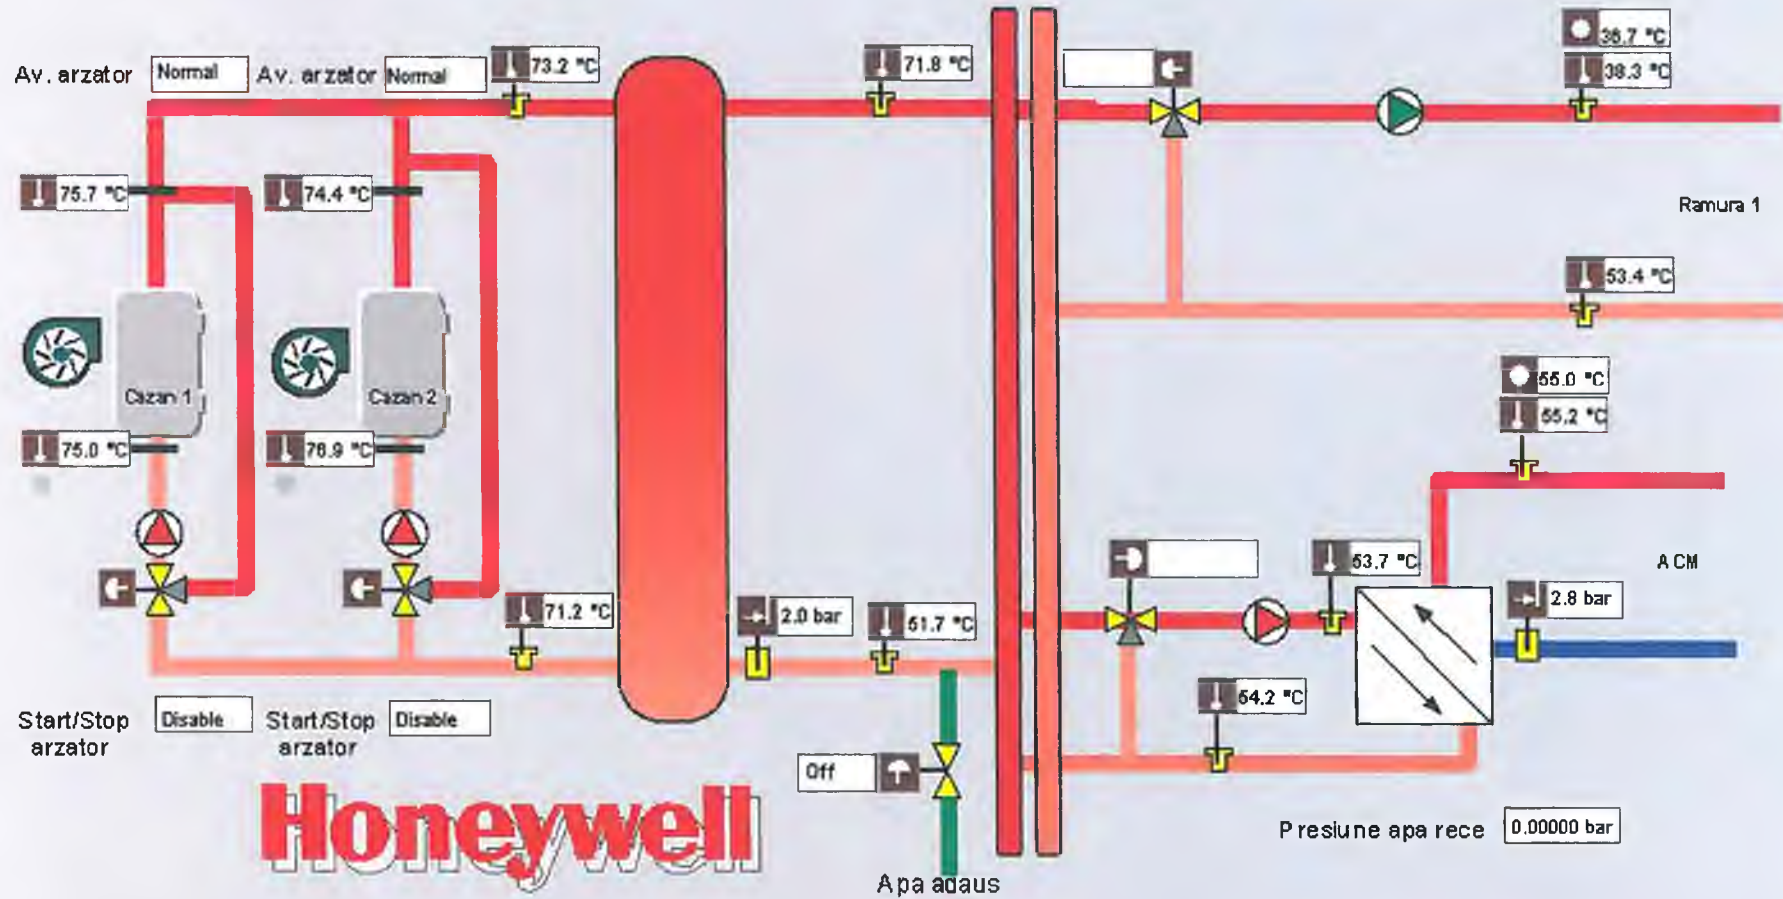 Av. arzator Normal Av. arzator Normal
73.2 °C
71.8 °C
36.7 °C
38.3 °C
75.7 °C
74.4 °C
Ramura 1
53.4 °C
Cazan 1
Cazan 2
55.0 °C
55.2 °C
75.0 °C
76.9 °C
53.7 °C
ACM
71.2 °C
2.0 bar
51.7 °C
2.8 bar
54.2 °C
Start/Stop
arzator
Disable
Start/Stop
arzator
Disable
Off
Honeywell
Presiune apa rece 0.00000 bar
Apa adaus